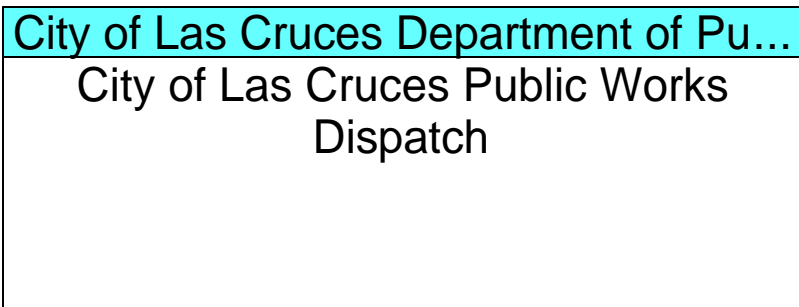 City of Las Cruces Department of Pu...
City of Las Cruces Public Works
Dispatch